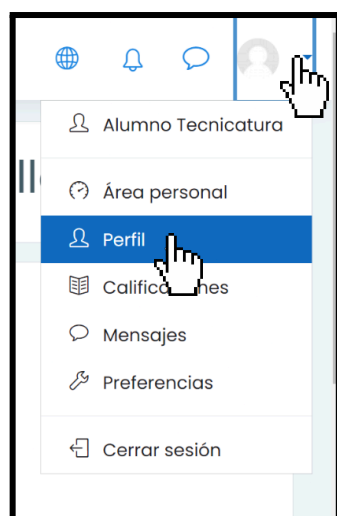 Alumno Tecnicatura
Área personal
Perfil
Calificaciones
Mensajes
Preferencias
Cerrar sesión